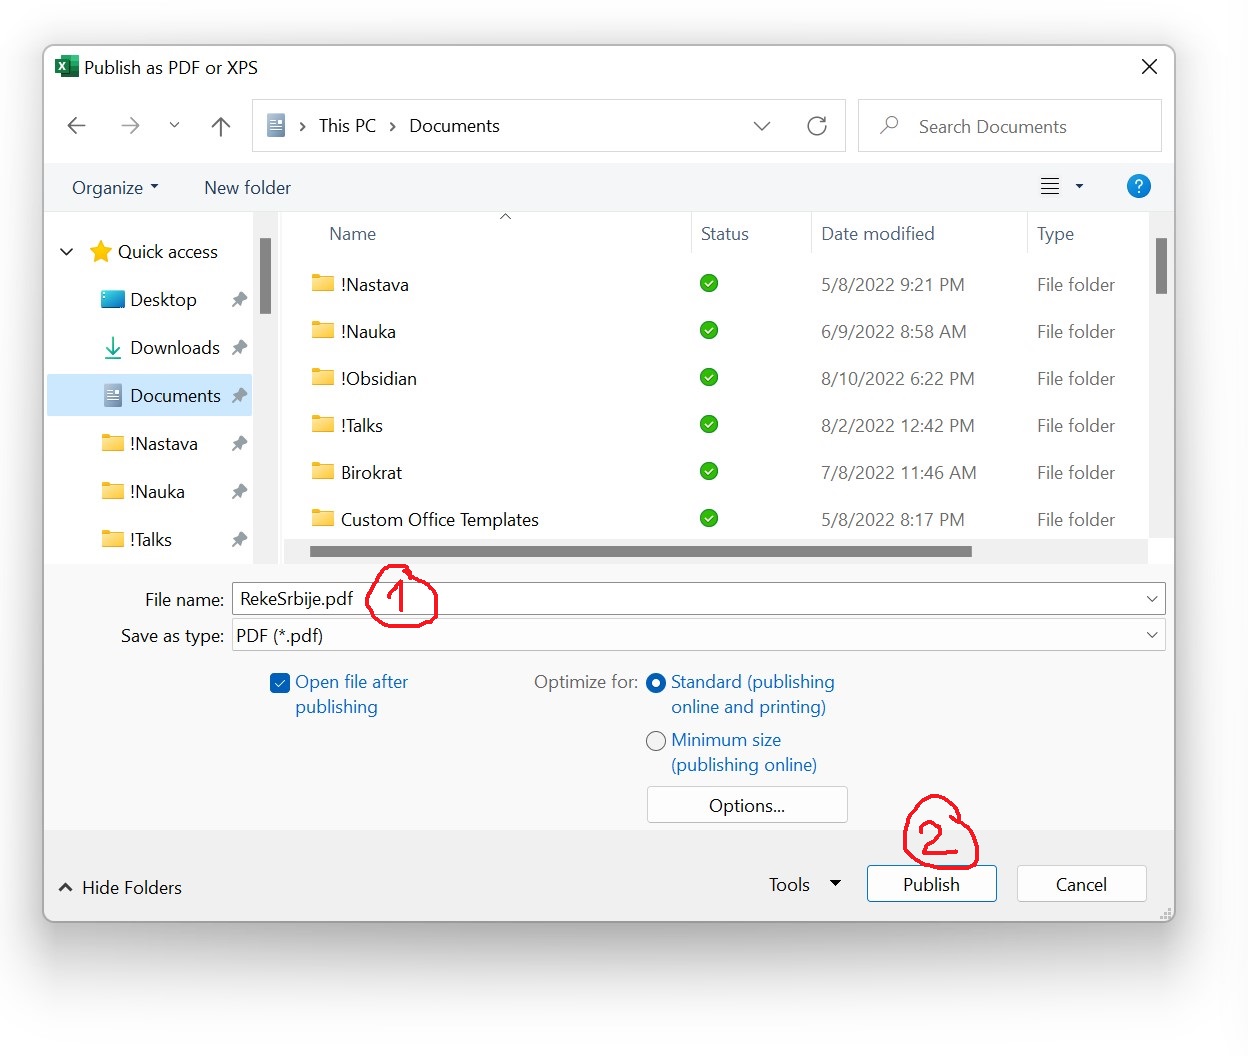 Publish as PDF or XPS
This PC > Documents
Search Documents
Organize
New folder
?
Name Status Date modified Type
Quick access
Desktop
Downloads
Documents
!Nastava
!Nauka
!Talks
!Nastava 5/8/2022 9:21 PM File folder
!Nauka 6/9/2022 8:58 AM File folder
!Obsidian 8/10/2022 6:22 PM File folder
!Talks 8/2/2022 12:42 PM File folder
Birokrat 7/8/2022 11:46 AM File folder
Custom Office Templates 5/8/2022 8:17 PM File folder
File name: RekeSrbije.pdf 1
Save as type: PDF (*.pdf)
Open file after
publishing
Optimize for: Standard (publishing
online and printing)
Minimum size
(publishing online)
Options...
2
Hide Folders
Tools
Publish
Cancel